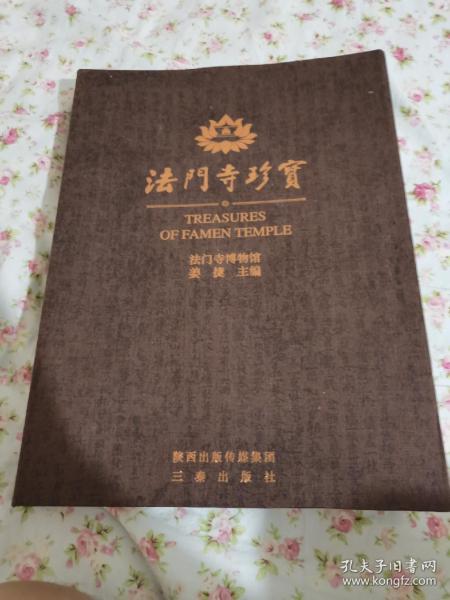 法門寺珍寶
TREASURES
OF FAMEN TEMPLE
法门寺博物馆
姜捷 主编
陕西出版传媒集团
三秦出版社
孔夫子旧书网
www.kongfz.com